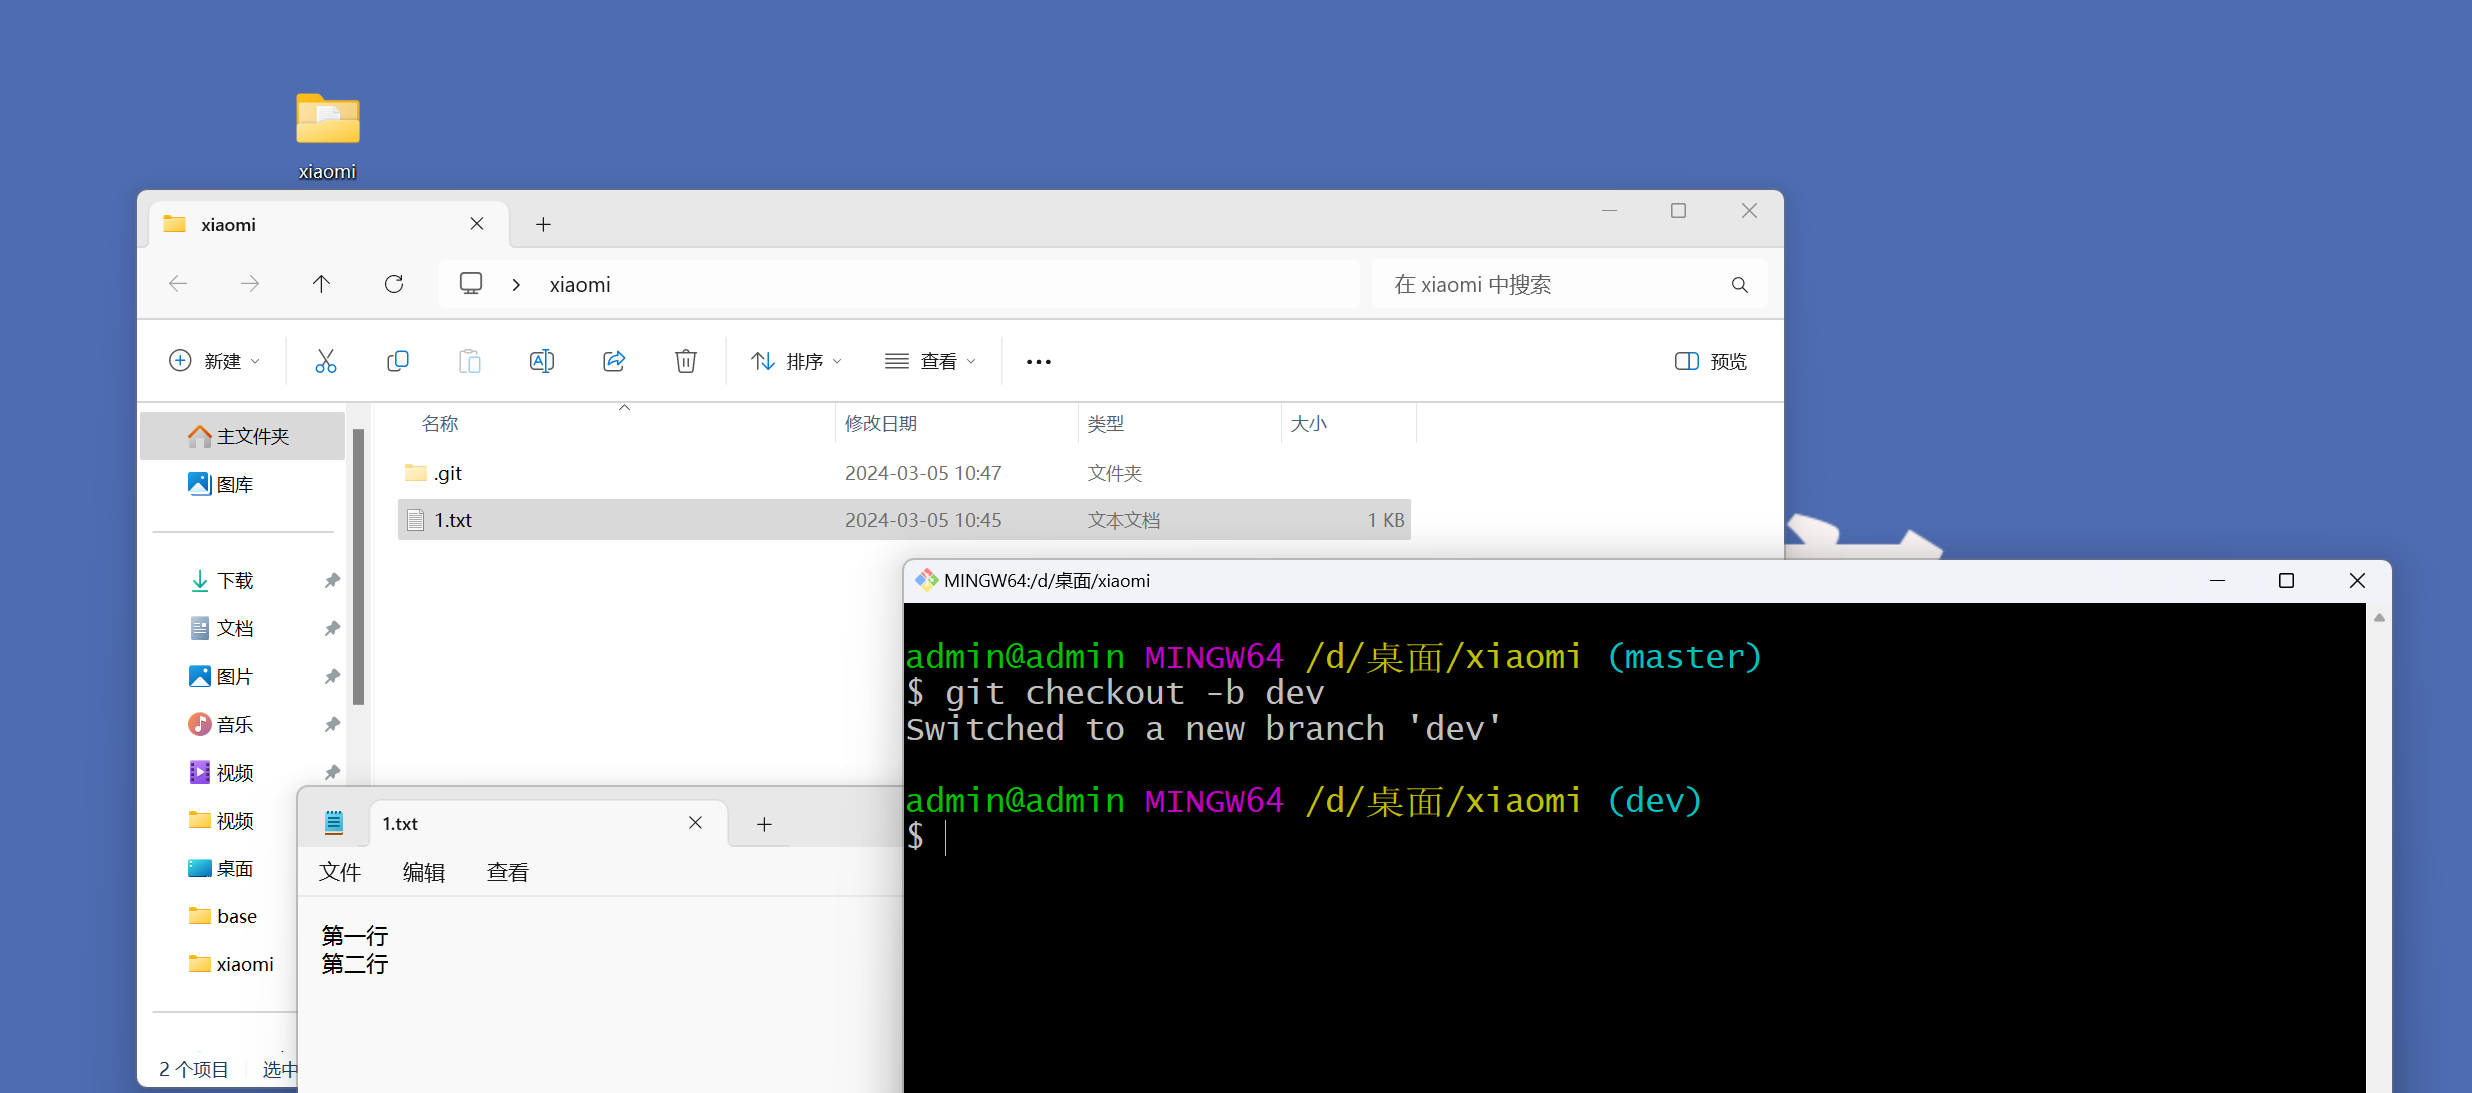 xiaomi
xiaomi
xiaomi
在 xiaomi 中搜索
新建
排序
查看
预览
主文件夹
图库
下载
文档
图片
音乐
视频
视频
桌面
base
xiaomi
2 个项目
选中
名称 修改日期 类型 大小
.git 2024-03-05 10:47 文件夹
1.txt 2024-03-05 10:45 文本文档 1 KB
1.txt
文件 编辑 查看
第一行
第二行
MINGW64:/d/桌面/xiaomi
admin@admin MINGW64 /d/桌面/xiaomi (master)
$ git checkout -b dev
Switched to a new branch 'dev'
admin@admin MINGW64 /d/桌面/xiaomi (dev)
$